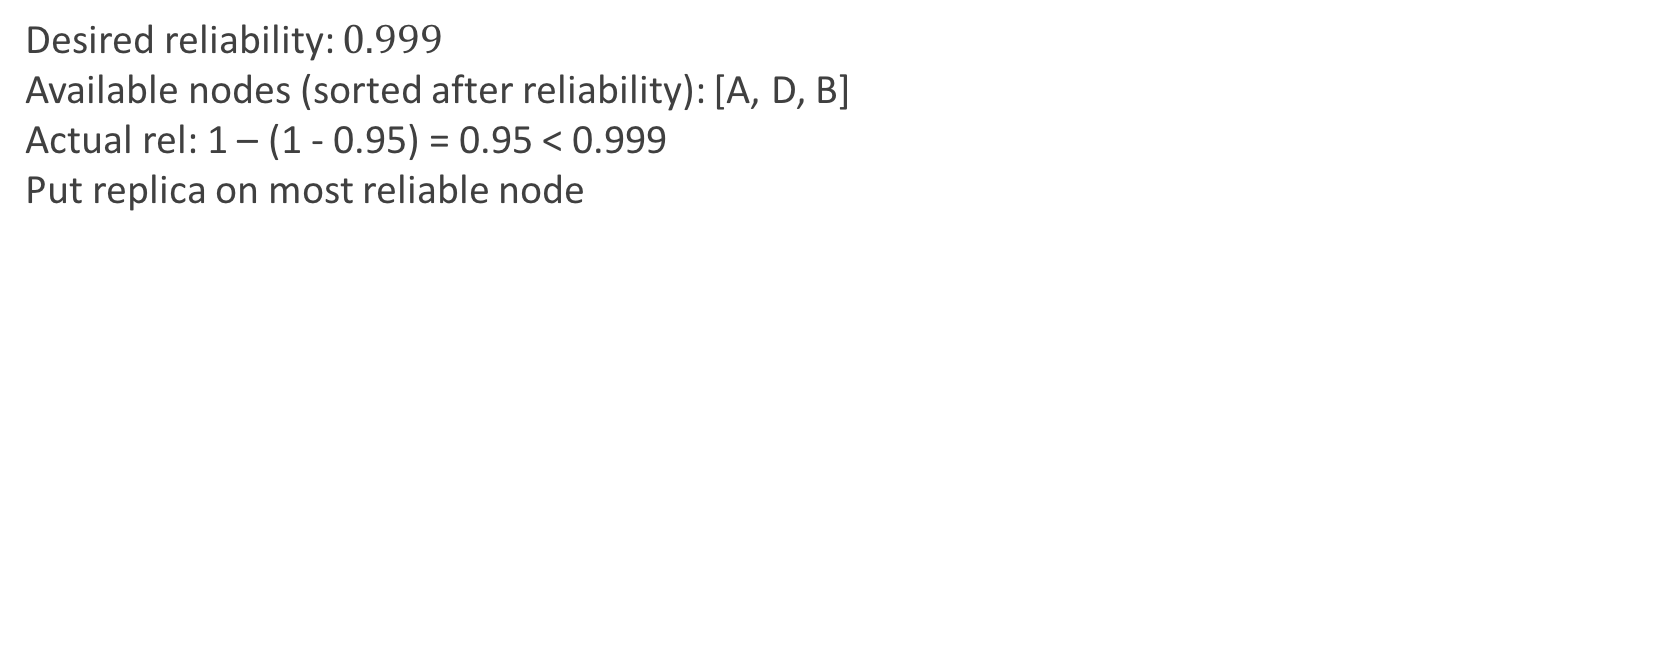 Desired reliability: 0.999
Available nodes (sorted after reliability): [A, D, B]
Actual rel: 1 – (1 - 0.95) = 0.95 < 0.999
Put replica on most reliable node